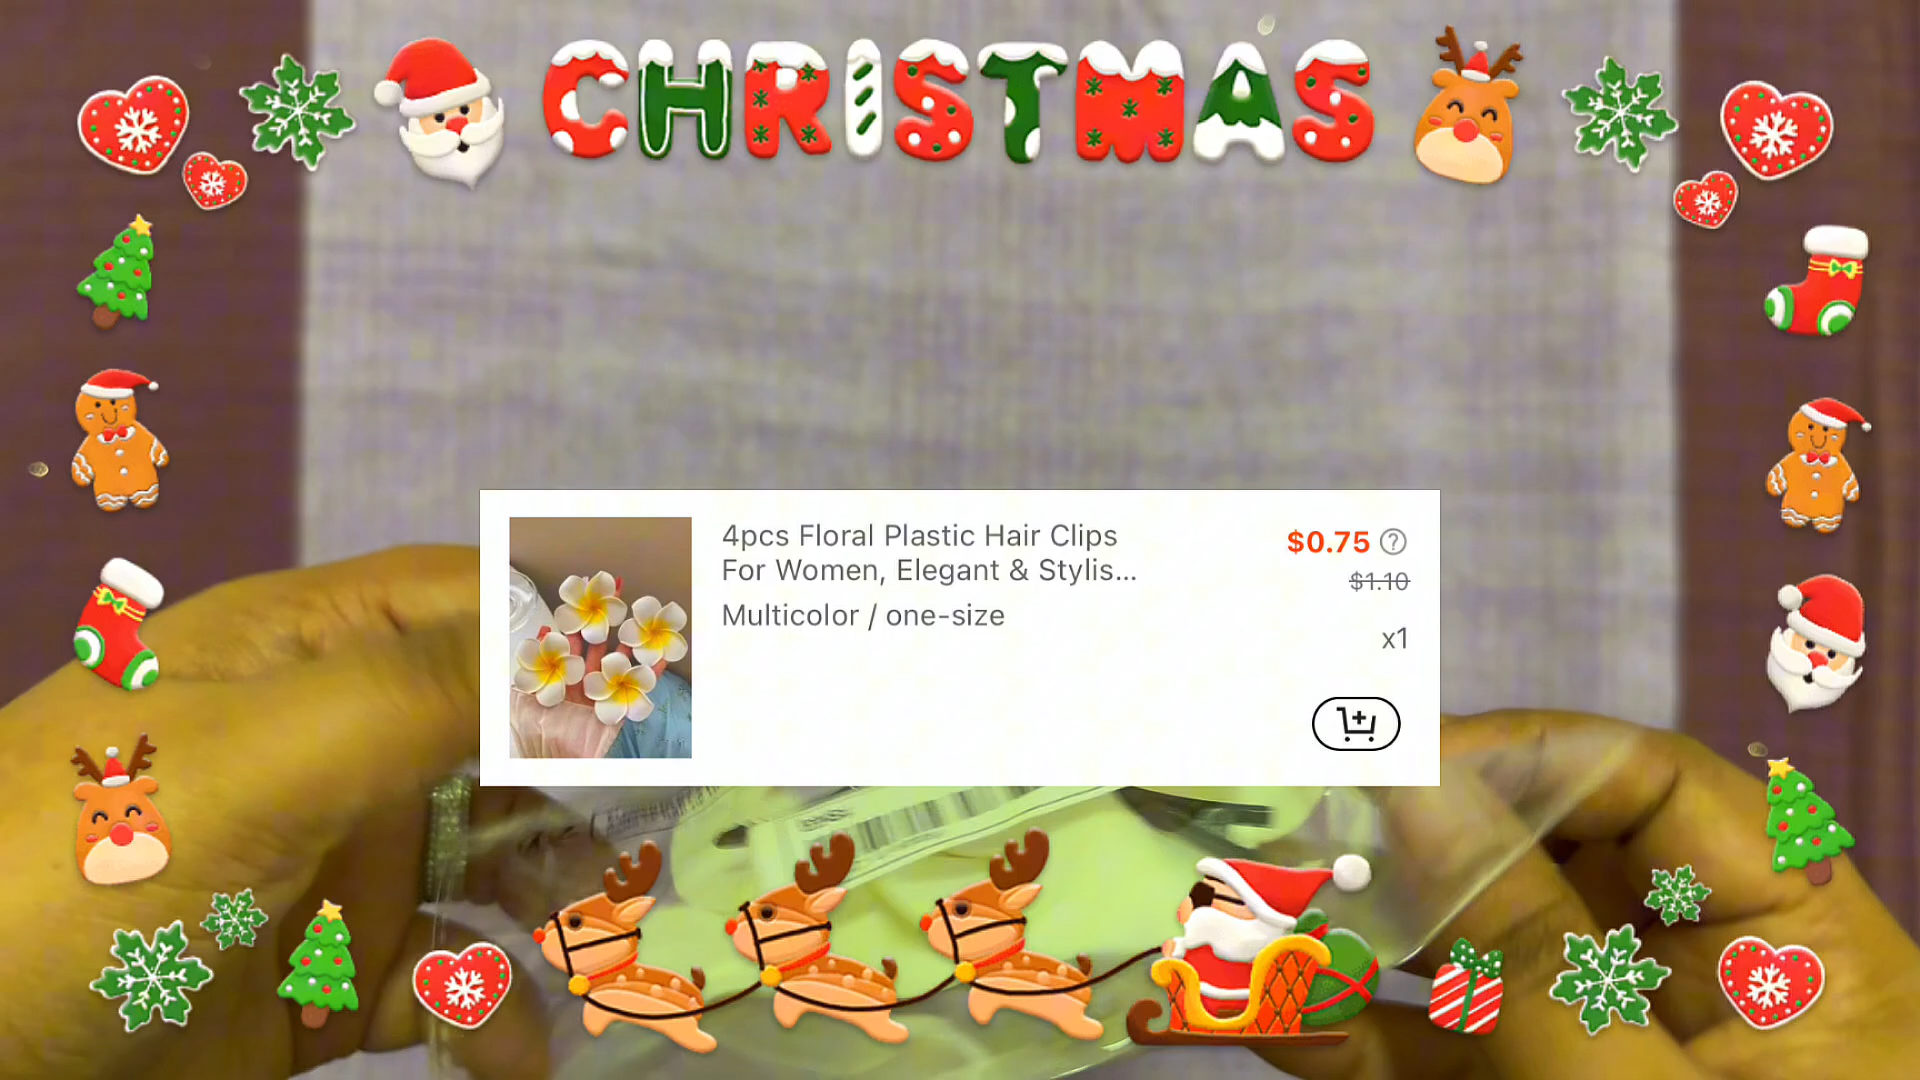 CHRISTMAS
4pcs Floral Plastic Hair Clips
For Women, Elegant & Stylis...
Multicolor / one-size
$0.75
$1.10
x1